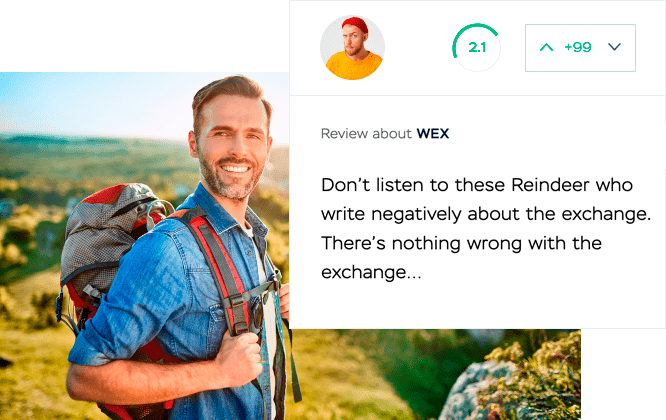 2.1
+99
Review about WEX
Don't listen to these Reindeer who
write negatively about the exchange.
There's nothing wrong with the
exchange...